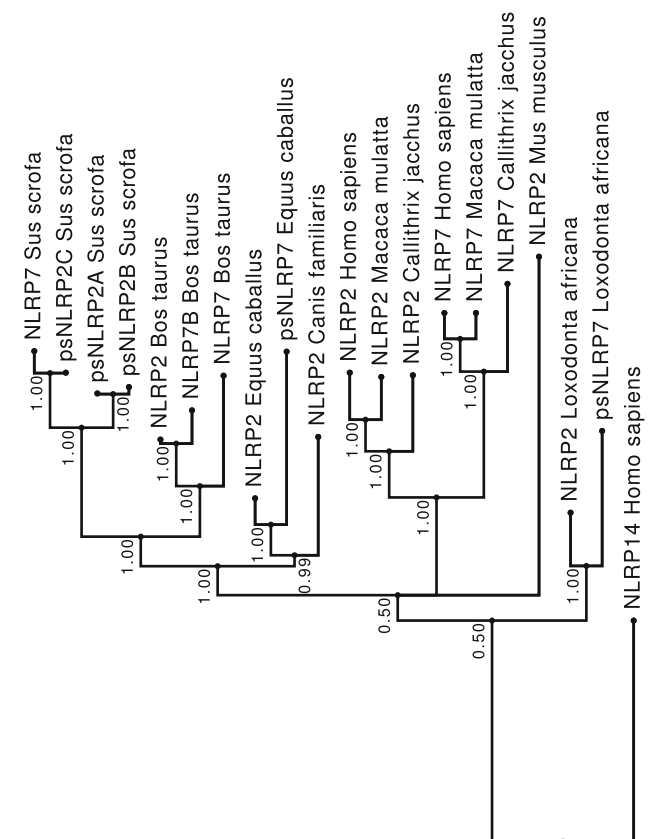 NLRP7 Sus scrofa
psNLRP2C Sus scrofa
psNLRP2A Sus scrofa
psNLRP2B Sus scrofa
NLRP2 Bos taurus
NLRP7B Bos taurus
NLRP7 Bos taurus
NLRP2 Equus caballus
psNLRP7 Equus caballus
NLRP2 Canis familiaris
NLRP2 Homo sapiens
NLRP2 Macaca mulatta
NLRP2 Callithrix jacchus
NLRP7 Homo sapiens
NLRP7 Macaca mulatta
NLRP7 Callithrix jacchus
NLRP2 Mus musculus
NLRP2 Loxodonta africana
psNLRP7 Loxodonta africana
NLRP14 Homo sapiens
1.00
1.00
1.00
1.00
1.00
1.00
1.00
1.00
0.99
1.00
1.00
1.00
1.00
1.00
0.50
0.50
1.00